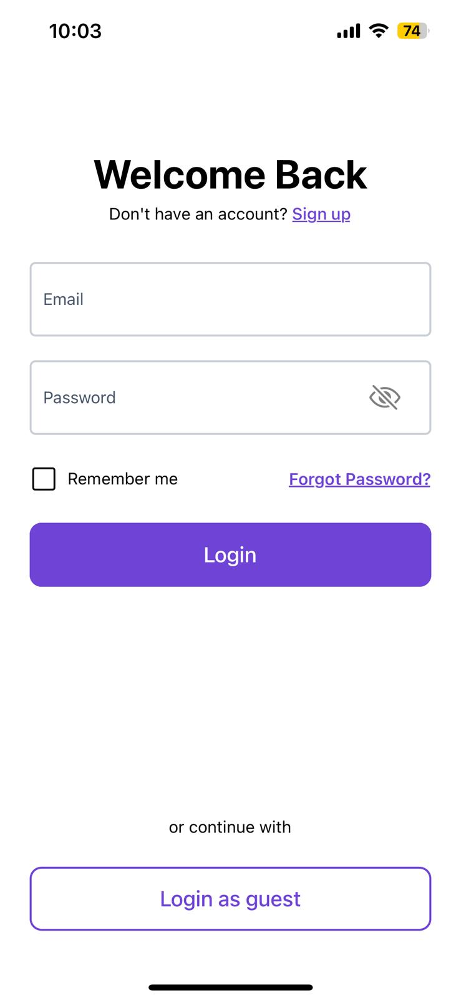 10:03 74
Welcome Back
Don't have an account? Sign up
Email
Password
Remember me Forgot Password?
Login
or continue with
Login as guest